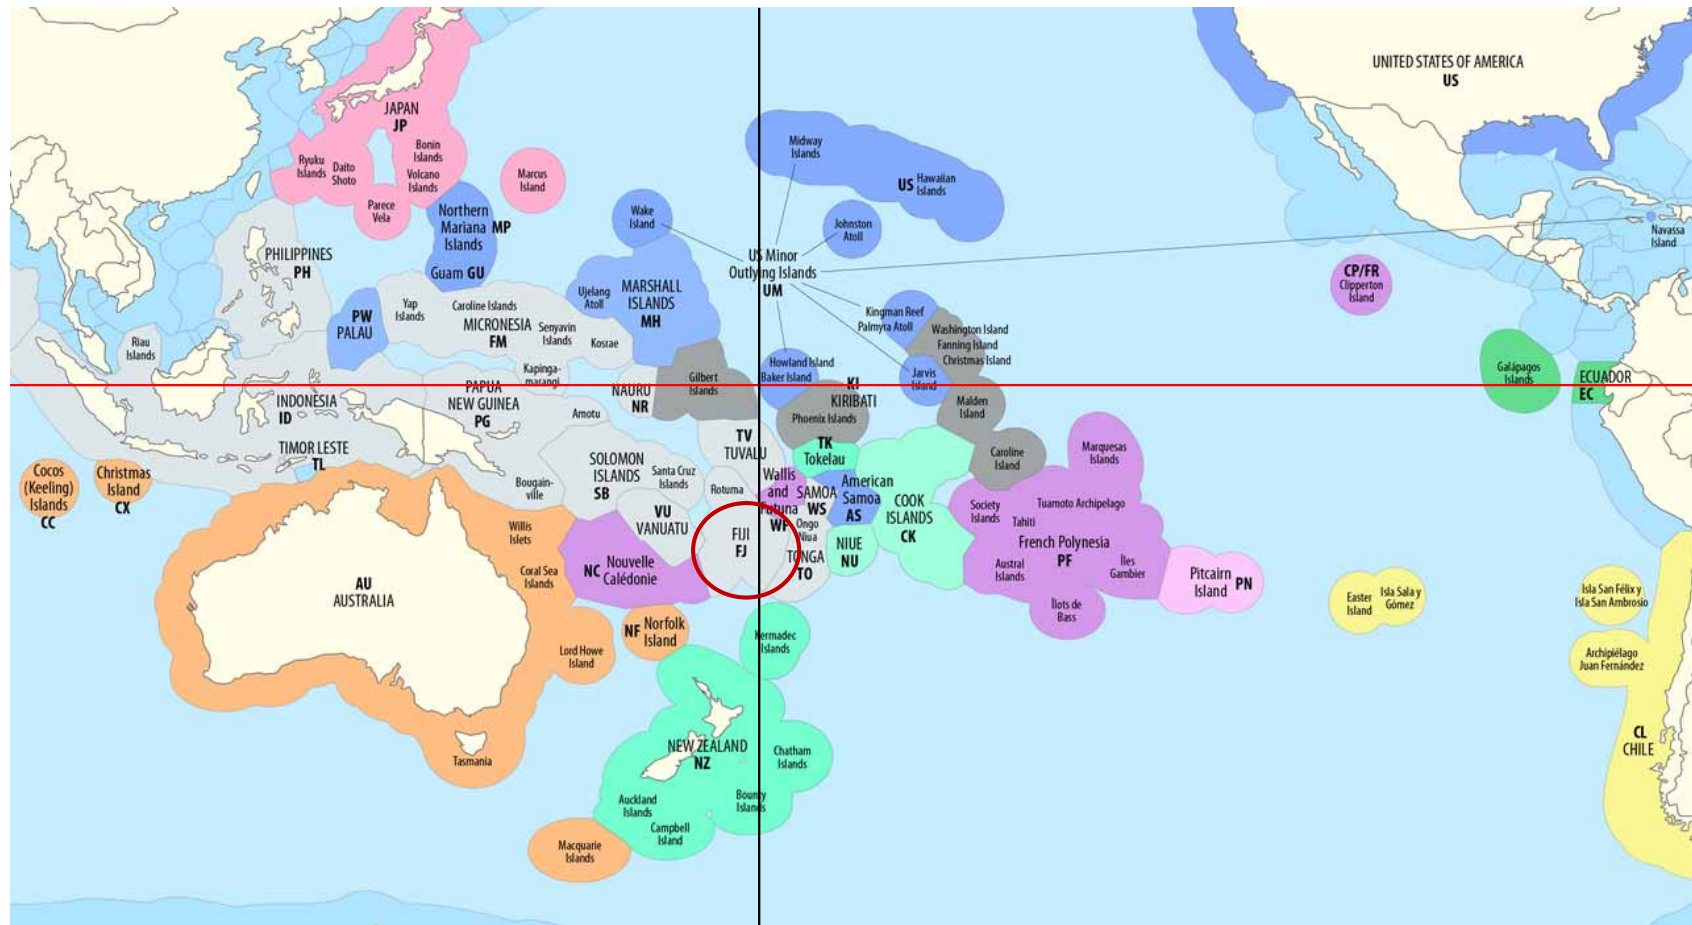 UNITED STATES OF AMERICA
US
JAPAN
JP
Bonin
Islands
Ryuku
Islands
Daito
Shoto
Volcano
Islands
Parece
Vela
Marcus
Island
Midway
Islands
US Hawaiian
Islands
Northern
Mariana MP
Islands
Guam GU
Wake
Island
Johnston
Atoll
Navassa
Island
PHILIPPINES
PH
US Minor
Outlying Islands
UM
CP/FR
Clipperton
Island
PW
PALAU
Yap
Islands
Caroline Islands
MICRONESIA
FM
Senyavin
Islands
Kosrae
Ujelang
Atoll
MARSHALL
ISLANDS
MH
Kingman Reef
Palmyra Atoll
Washington Island
Fanning Island
Christmas Island
Riau
Islands
Kapinga-
marangi
Gilbert
Islands
Howland Island
Baker Island
Jarvis
Island
Galápagos
Islands
ECUADOR
EC
INDONESIA
ID
PAPUA
NEW GUINEA
PG
NAURU
NR
KI
KIRIBATI
Phoenix Islands
Malden
Island
Amotu
TIMOR LESTE
TL
TV
TUVALU
TK
Tokelau
Caroline
Island
Marquesas
Islands
Cocos
(Keeling)
Islands
CC
Christmas
Island
CX
Bougain-
ville
SOLOMON
ISLANDS
SB
Santa Cruz
Islands
Rotuma
Wallis
and
Futuna
WF
SAMOA
WS
American
Samoa
AS
COOK
ISLANDS
CK
Society
Islands
Tuamoto Archipelago
Tahiti
French Polynesia
PF
Austral
Islands
Îles
Gambier
Îlots de
Bass
Willis
Islets
VU
VANUATU
FIJI
FJ
Ongo
Niua
TONGA
TO
NIUE
NU
Coral Sea
Islands
NC Nouvelle
Calédonie
Pitcairn PN
Island
AU
AUSTRALIA
Easter
Island
Isla Sala y
Gómez
Isla San Félix y
Isla San Ambrosio
Lord Howe
Island
NF Norfolk
Island
Kermadec
Islands
Archipiélago
Juan Fernández
Tasmania
NEW ZEALAND
NZ
Chatham
Islands
CL
CHILE
Auckland
Islands
Bounty
Islands
Campbell
Island
Macquarie
Islands